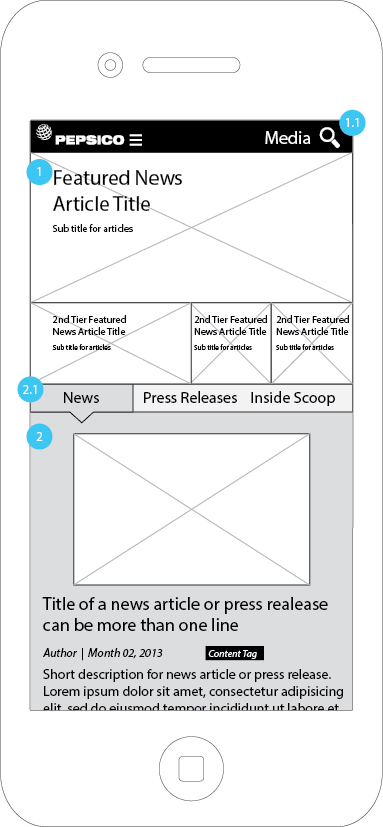 1.1
PEPSICO Media
1
Featured News
Article Title
Sub title for articles
2nd Tier Featured
News Article Title
Sub title for articles
2nd Tier Featured
News Article Title
Sub title for articles
2nd Tier Featured
News Article Title
Sub title for articles
2.1
News Press Releases Inside Scoop
2
Title of a news article or press realease
can be more than one line
Author | Month 02, 2013 Content Tag
Short description for news article or press release.
Lorem ipsum dolor sit amet, consectetur adipisicing
elit, sed do eiusmod tempor incididunt ut labore et